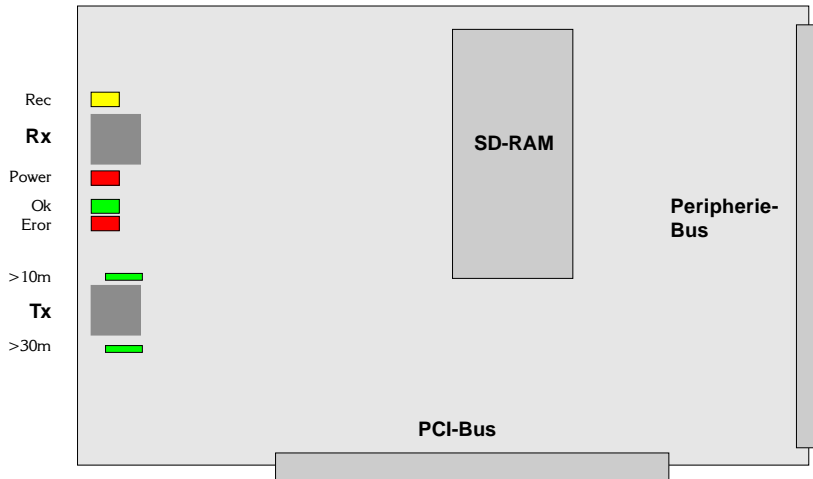 Rec
Rx
Power
Ok
Eror
>10m
Tx
>30m
SD-RAM
Peripherie-
Bus
PCI-Bus